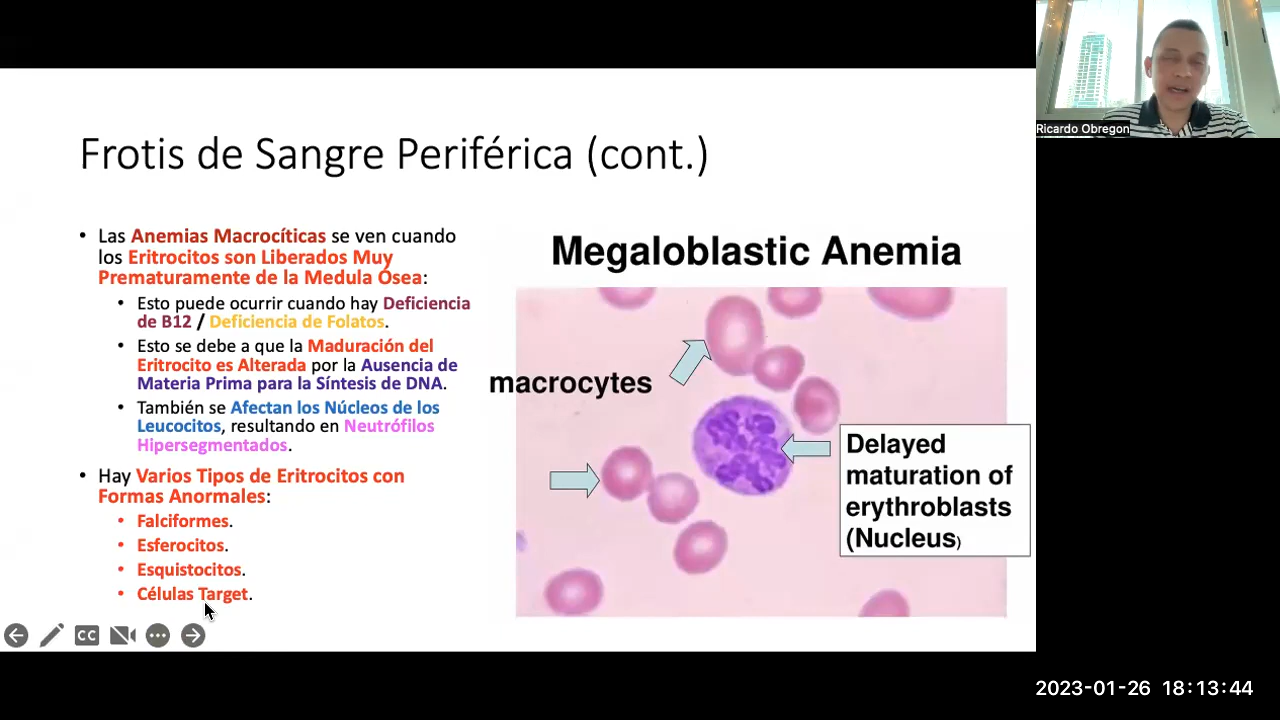 Frotis de Sangre Periférica (cont.)
• Las Anemias Macrocíticas se ven cuando
los Eritrocitos son Liberados Muy
Prematuramente de la Medula Ósea:
• Esto puede ocurrir cuando hay Deficiencia
de B12 / Deficiencia de Folatos.
• Esto se debe a que la Maduración del
Eritrocito es Alterada por la Ausencia de
Materia Prima para la Síntesis de DNA.
• También se Afectan los Núcleos de los
Leucocitos, resultando en Neutrófilos
Hipersegmentados.
• Hay Varios Tipos de Eritrocitos con
Formas Anormales:
• Falciformes.
• Esferocitos.
• Esquistocitos.
• Células Target.
Megaloblastic Anemia
macrocytes
Delayed
maturation of
erythroblasts
(Nucleus)
CC
Ricardo Obregon
2023-01-26 18:13:44